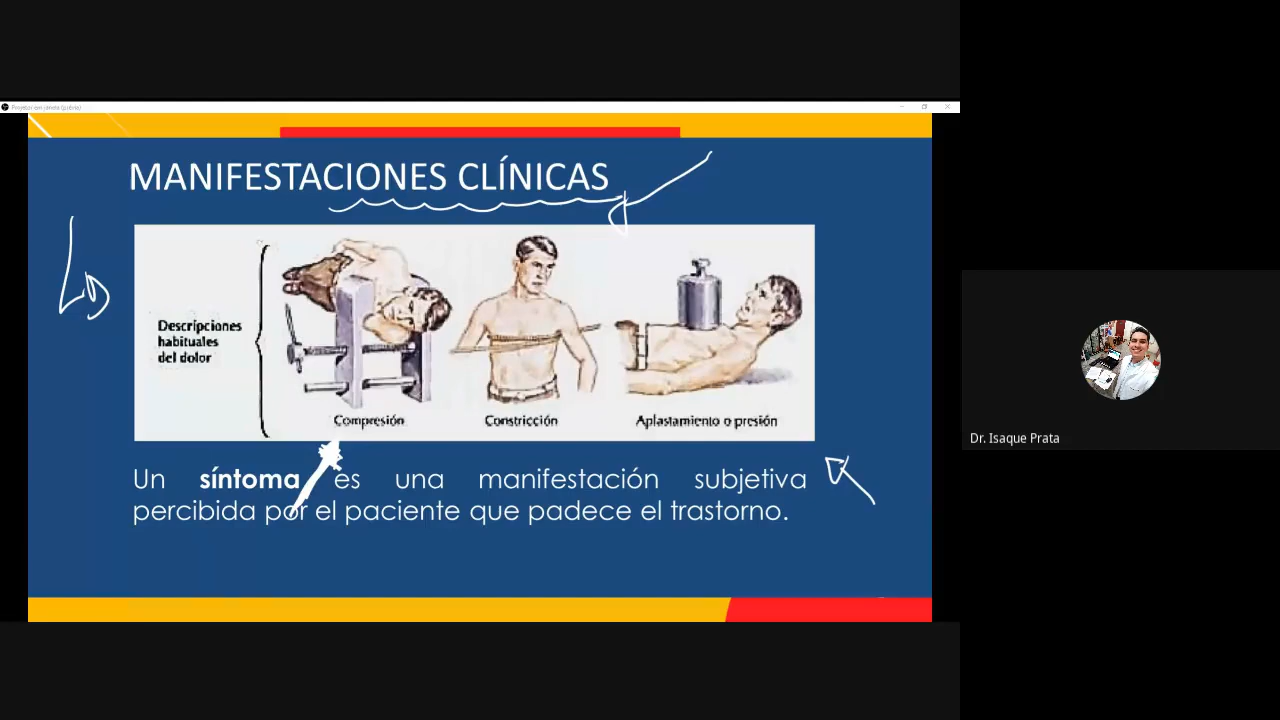 MANIFESTACIONES CLÍNICAS
Descripciones
habituales
del dolor
Compresión
Constricción
Aplastamiento o presión
Un síntoma es una manifestación subjetiva
percibida por el paciente que padece el trastorno.
Dr. Isaque Prata